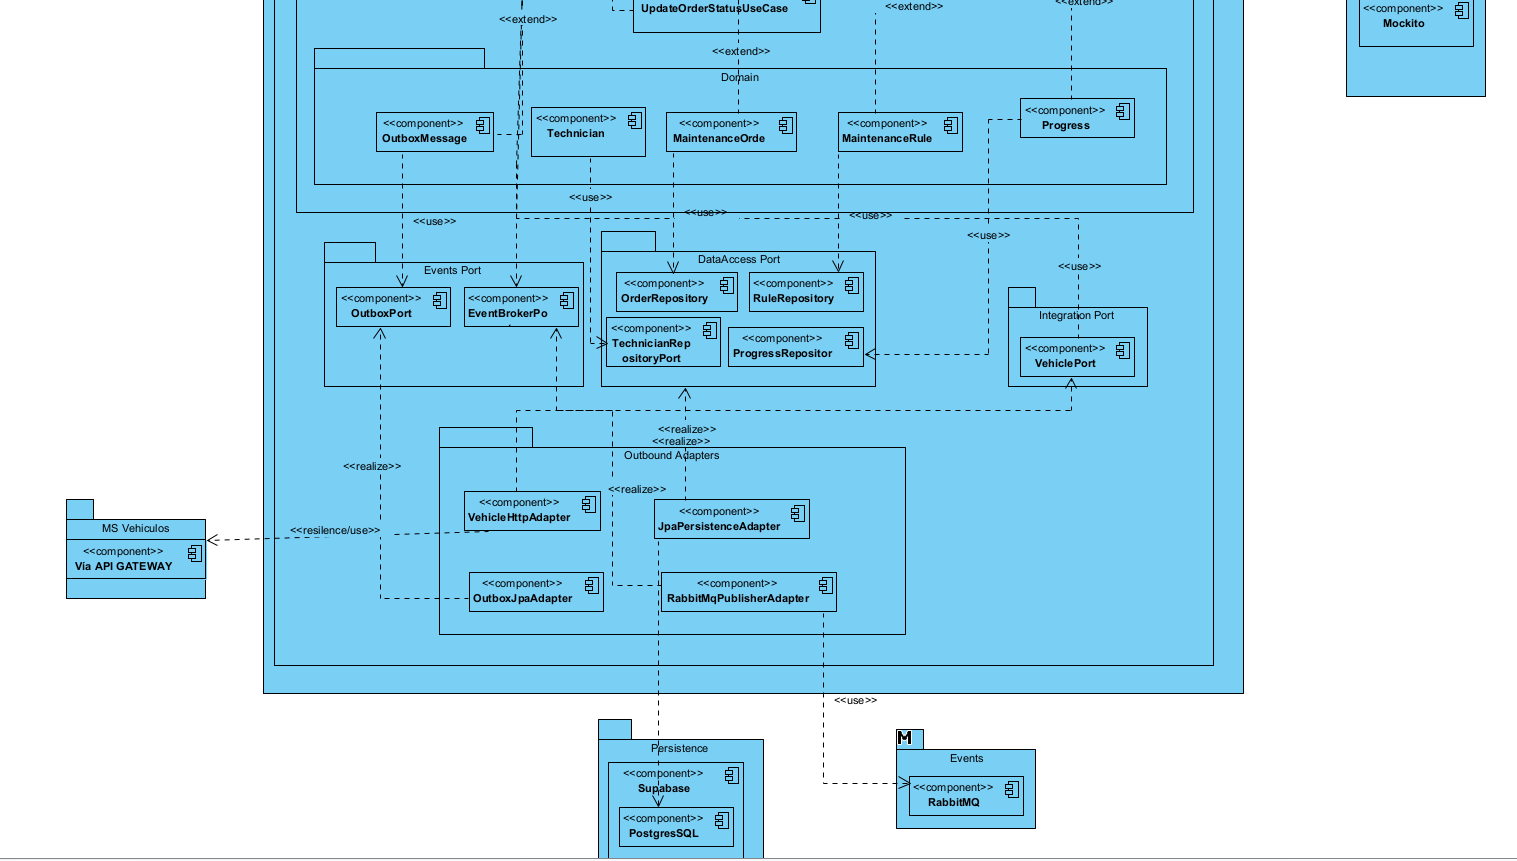 <<component>>
UpdateOrderStatusUseCase
<<extend>>
<<extend>>
<<extend>>
<<component>>
Mockito
<<extend>>
Domain
<<component>>
OutboxMessage
<<component>>
Technician
<<component>>
MaintenanceOrde
<<component>>
MaintenanceRule
<<component>>
Progress
<<use>>
<<use>>
<<use>>
<<use>>
<<use>>
<<use>>
Events Port
<<component>>
OutboxPort
<<component>>
EventBrokerPo
DataAccess Port
<<component>>
OrderRepository
<<component>>
RuleRepository
<<component>>
TechnicianRep
ositoryPort
<<component>>
ProgressRepositor
Integration Port
<<component>>
VehiclePort
<<realize>>
<<realize>>
<<realize>>
<<realize>>
Outbound Adapters
<<component>>
VehicleHttpAdapter
<<component>>
JpaPersistenceAdapter
<<component>>
OutboxJpaAdapter
<<component>>
RabbitMqPublisherAdapter
<<resilence/use>>
MS Vehiculos
<<component>>
Via API GATEWAY
<<use>>
Persistence
<<component>>
Supabase
<<component>>
PostgresSQL
M
Events
<<component>>
RabbitMQ